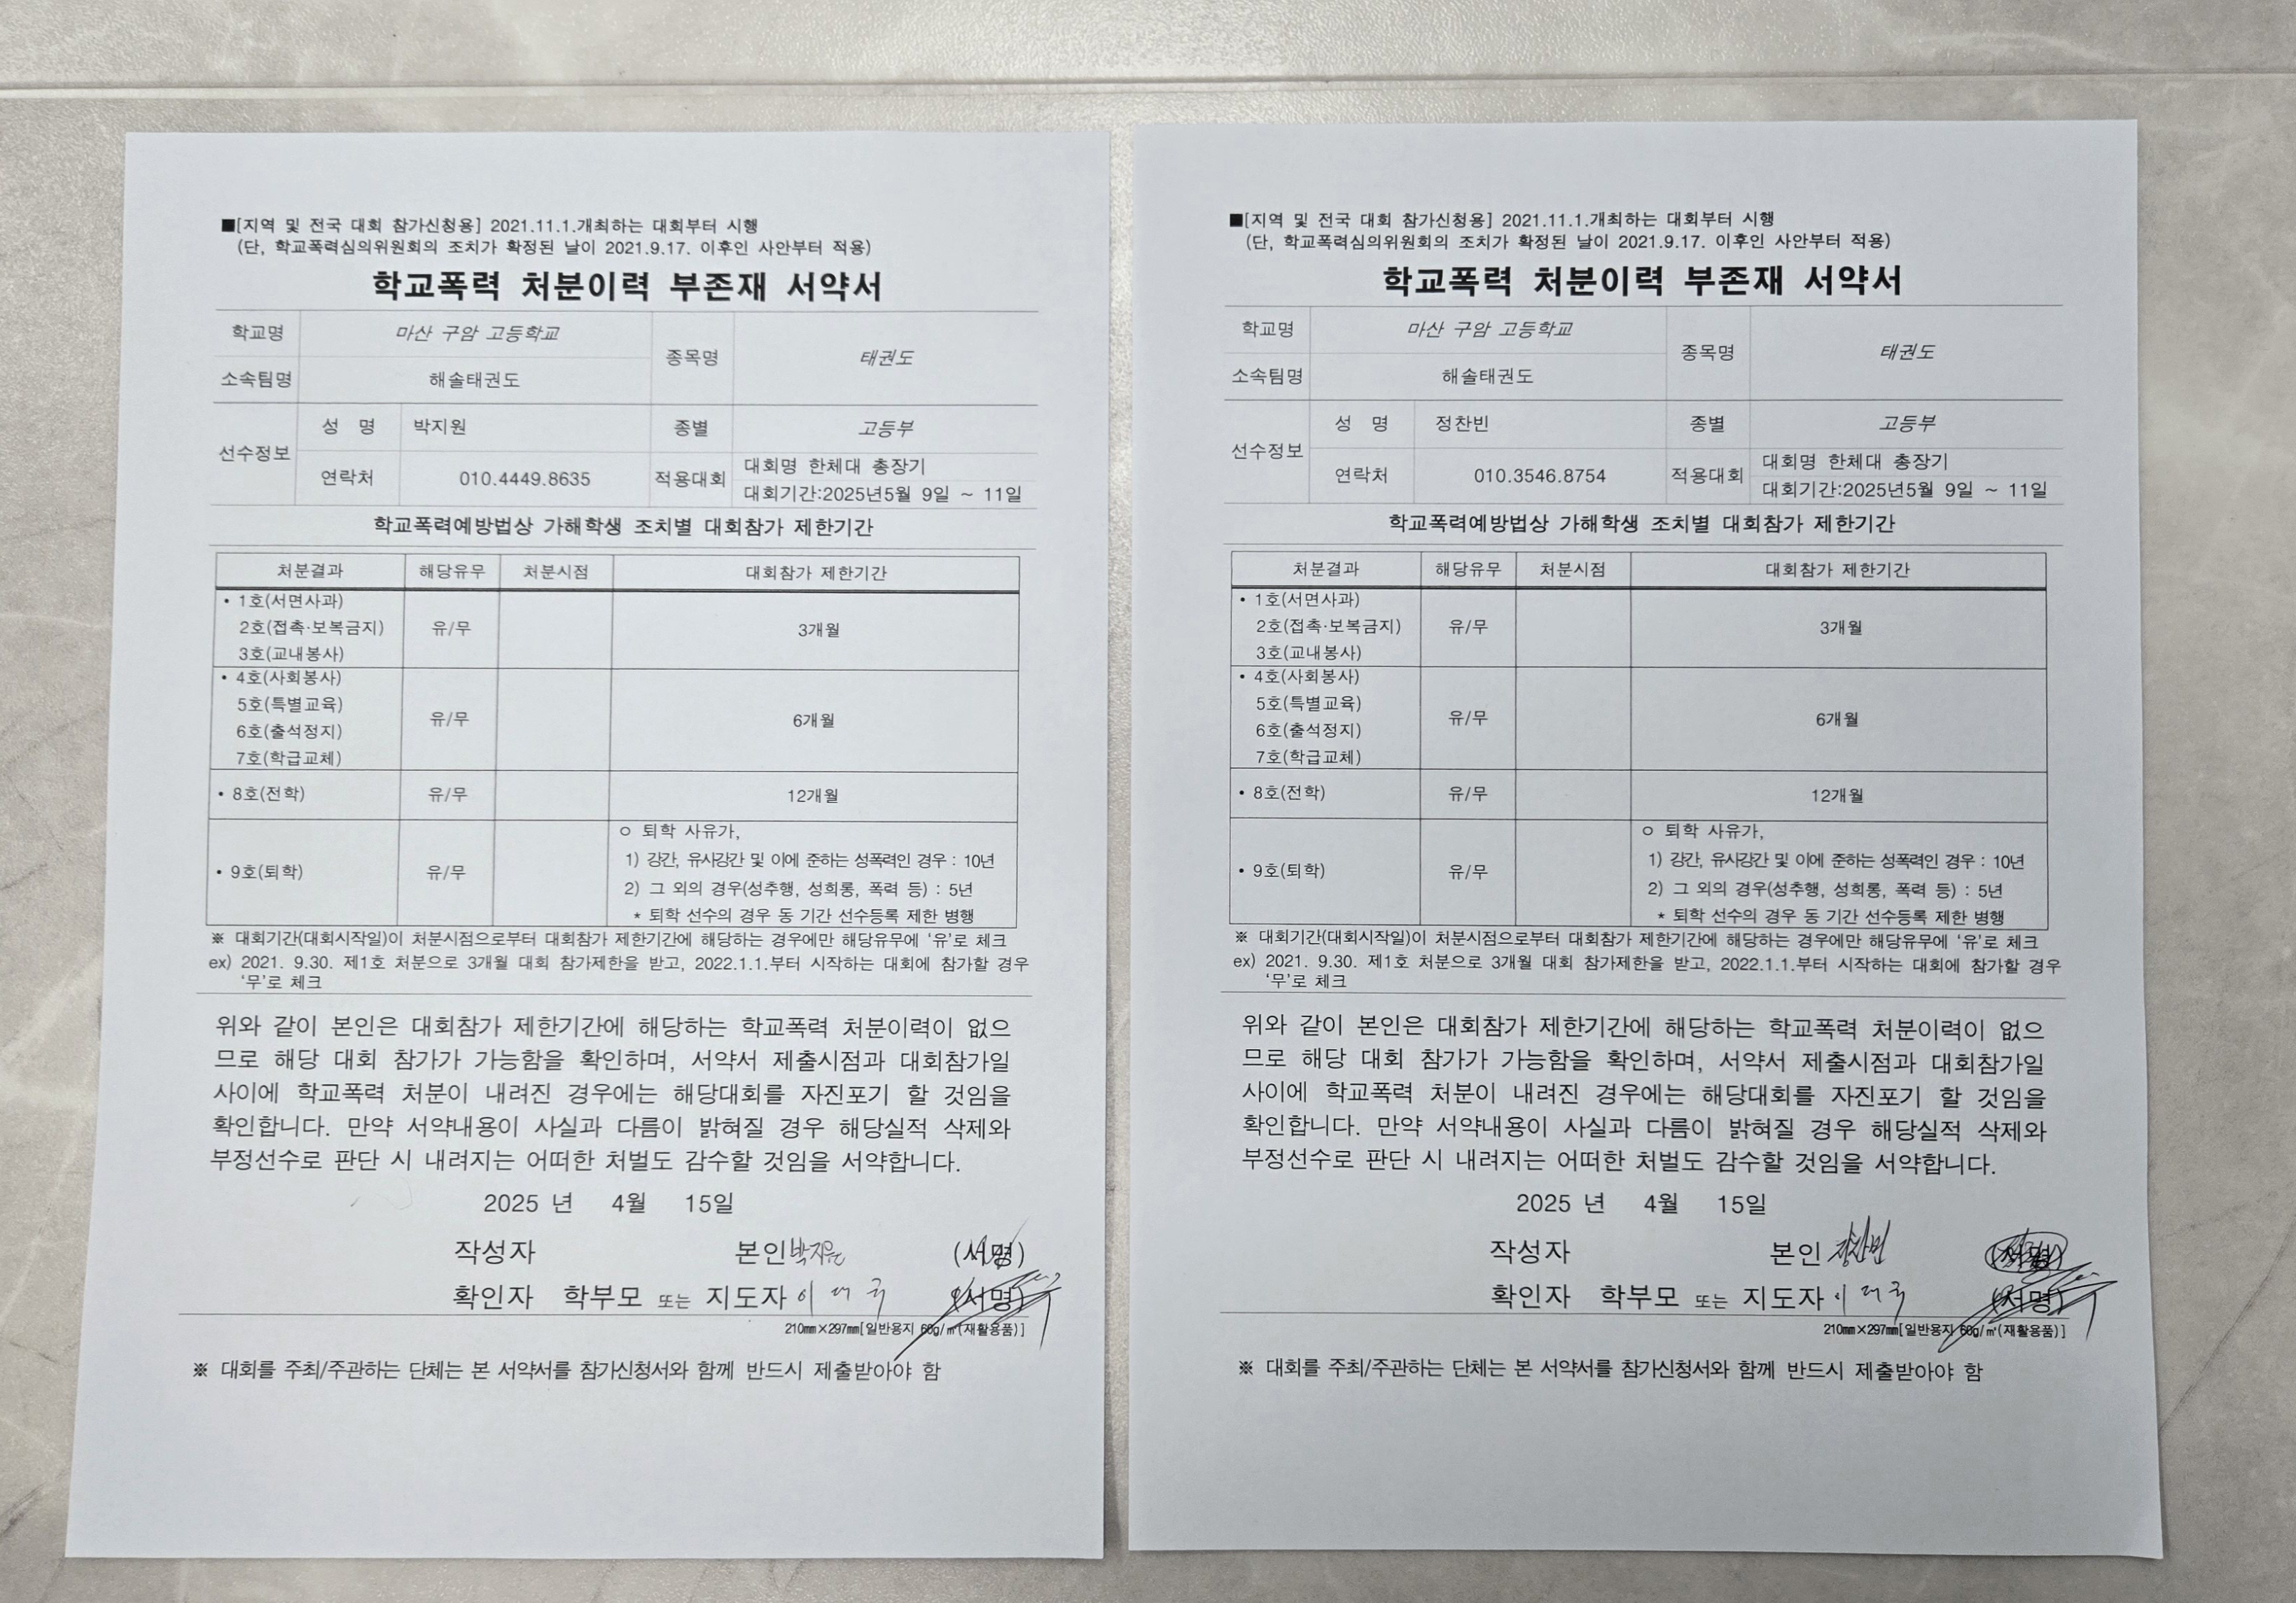 ■[지역 및 전국 대회 참가신청용] 2021.11.1.개최하는 대회부터 시행
(단, 학교폭력심의위원회의 조치가 확정된 날이 2021.9.17. 이후인 사안부터 적용)
학교폭력 처분이력 부존재 서약서
학교명 마산 구암 고등학교 종목명 태권도
소속팀명 해솔태권도
선수정보 성 명 박지원 종별 고등부
연락처 010.4449.8635 적용대회 대회명 한체대 총장기
대회기간:2025년5월 9일 ~ 11일
학교폭력예방법상 가해학생 조치별 대회참가 제한기간
처분결과 해당유무 처분시점 대회참가 제한기간
• 1호(서면사과)
2호(접촉·보복금지) 유/무 3개월
3호(교내봉사)
• 4호(사회봉사)
5호(특별교육) 유/무 6개월
6호(출석정지)
7호(학급교체)
• 8호(전학) 유/무 12개월
• 9호(퇴학) 유/무 ㅇ 퇴학 사유가,
1) 강간, 유사강간 및 이에 준하는 성폭력인 경우 : 10년
2) 그 외의 경우(성추행, 성희롱, 폭력 등) : 5년
* 퇴학 선수의 경우 동 기간 선수등록 제한 병행
※ 대회기간(대회시작일)이 처분시점으로부터 대회참가 제한기간에 해당하는 경우에만 해당유무에 ‘유’로 체크
ex) 2021. 9.30. 제1호 처분으로 3개월 대회 참가제한을 받고, 2022.1.1.부터 시작하는 대회에 참가할 경우
‘무’로 체크
위와 같이 본인은 대회참가 제한기간에 해당하는 학교폭력 처분이력이 없으
므로 해당 대회 참가가 가능함을 확인하며, 서약서 제출시점과 대회참가일
사이에 학교폭력 처분이 내려진 경우에는 해당대회를 자진포기 할 것임을
확인합니다. 만약 서약내용이 사실과 다름이 밝혀질 경우 해당실적 삭제와
부정선수로 판단 시 내려지는 어떠한 처벌도 감수할 것임을 서약합니다.
2025 년 4월 15일
작성자 본인 박지원 (서명)
확인자 학부모 또는 지도자 이대국 (서명)
210㎜×297㎜[일반용지 60g/㎡(재활용품)]
※ 대회를 주최/주관하는 단체는 본 서약서를 참가신청서와 함께 반드시 제출받아야 함
■[지역 및 전국 대회 참가신청용] 2021.11.1.개최하는 대회부터 시행
(단, 학교폭력심의위원회의 조치가 확정된 날이 2021.9.17. 이후인 사안부터 적용)
학교폭력 처분이력 부존재 서약서
학교명 마산 구암 고등학교 종목명 태권도
소속팀명 해솔태권도
선수정보 성 명 정찬빈 종별 고등부
연락처 010.3546.8754 적용대회 대회명 한체대 총장기
대회기간:2025년5월 9일 ~ 11일
학교폭력예방법상 가해학생 조치별 대회참가 제한기간
처분결과 해당유무 처분시점 대회참가 제한기간
• 1호(서면사과)
2호(접촉·보복금지) 유/무 3개월
3호(교내봉사)
• 4호(사회봉사)
5호(특별교육) 유/무 6개월
6호(출석정지)
7호(학급교체)
• 8호(전학) 유/무 12개월
• 9호(퇴학) 유/무 ㅇ 퇴학 사유가,
1) 강간, 유사강간 및 이에 준하는 성폭력인 경우 : 10년
2) 그 외의 경우(성추행, 성희롱, 폭력 등) : 5년
* 퇴학 선수의 경우 동 기간 선수등록 제한 병행
※ 대회기간(대회시작일)이 처분시점으로부터 대회참가 제한기간에 해당하는 경우에만 해당유무에 ‘유’로 체크
ex) 2021. 9.30. 제1호 처분으로 3개월 대회 참가제한을 받고, 2022.1.1.부터 시작하는 대회에 참가할 경우
‘무’로 체크
위와 같이 본인은 대회참가 제한기간에 해당하는 학교폭력 처분이력이 없으
므로 해당 대회 참가가 가능함을 확인하며, 서약서 제출시점과 대회참가일
사이에 학교폭력 처분이 내려진 경우에는 해당대회를 자진포기 할 것임을
확인합니다. 만약 서약내용이 사실과 다름이 밝혀질 경우 해당실적 삭제와
부정선수로 판단 시 내려지는 어떠한 처벌도 감수할 것임을 서약합니다.
2025 년 4월 15일
작성자 본인 정찬빈 (서명)
확인자 학부모 또는 지도자 이대국 (서명)
210㎜×297㎜[일반용지 60g/㎡(재활용품)]
※ 대회를 주최/주관하는 단체는 본 서약서를 참가신청서와 함께 반드시 제출받아야 함